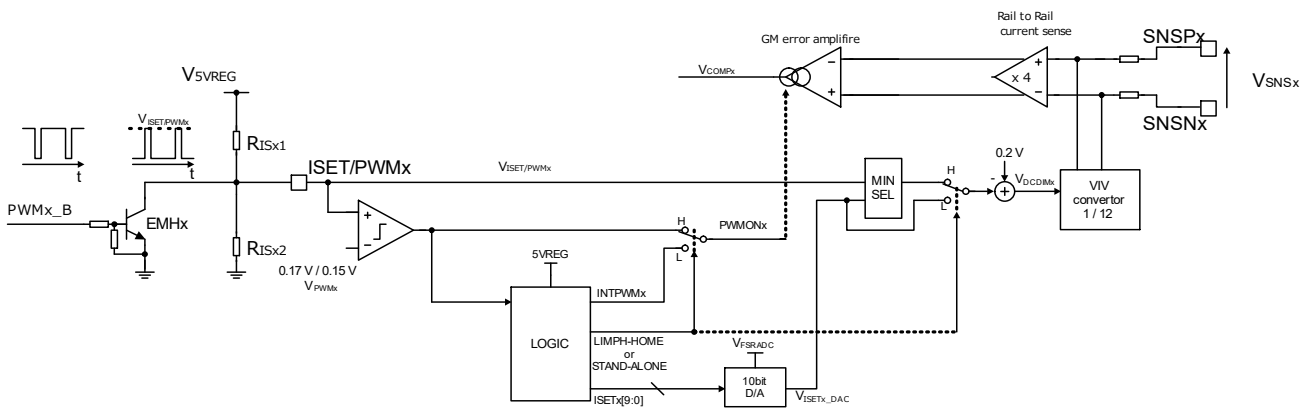 Rail to Rail
current sense
SNSPx
GM error amplifire
VCOMPx
x 4
VSNSx
SNSNx
V5VREG
VISET/PWMx
t
t
RISx1
ISET/PWMx
VISET/PWMx
PWMx_B
EMHx
RISx2
0.17 V / 0.15 V
VPWMx
H
L
PWMONx
MIN
SEL
H
L
0.2 V
VDCDIMx
VIV
convertor
1 / 12
5VREG
LOGIC
INTPWMx
LIMPH-HOME
or
STAND-ALONE
ISETx[9:0]
VFSRADC
10bit
D/A
VISETx_DAC